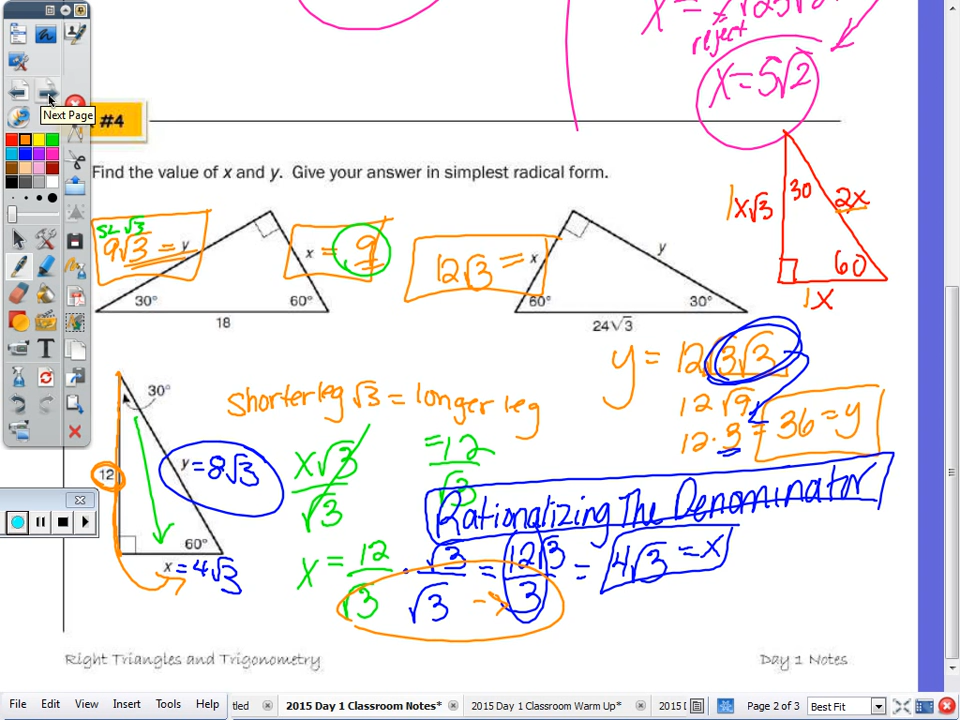 x =
reject
x = 5√2
Next Page
#4
Find the value of x and y. Give your answer in simplest radical form.
SL √3
9√3 = y
x = 9
30°
60°
18
12√3 = x
y
60°
30°
24√3
1x√3
30
2x
60
1x
y = 12√3√3
12√9
12·3 = 36 = y
30°
12
y = 8√3
60°
x = 4√3
Shorter leg √3 = longer leg
x√3 = 12
√3 √3
Rationalizing The Denominator
x = 12/√3 · √3/√3 = 12√3/3 = 4√3 = x
Right Triangles and Trigonometry
Day 1 Notes
File Edit View Insert Tools Help
tled
2015 Day 1 Classroom Notes*
2015 Day 1 Classroom Warm Up*
2015 D
Page 2 of 3
Best Fit